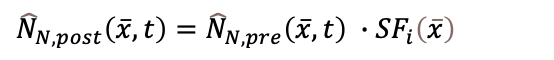 N̂_{N,post}(x̄, t) = N̂_{N,pre}(x̄, t) · SF_i(x̄)